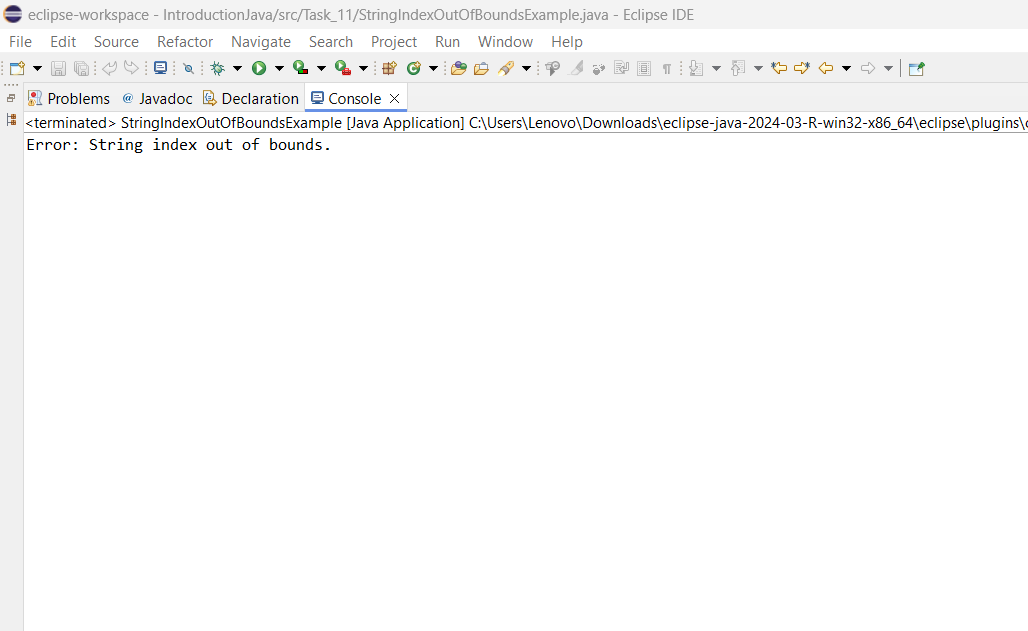 eclipse-workspace - IntroductionJava/src/Task_11/StringIndexOutOfBoundsExample.java - Eclipse IDE
File Edit Source Refactor Navigate Search Project Run Window Help
Problems @ Javadoc Declaration Console
<terminated> StringIndexOutOfBoundsExample [Java Application] C:\Users\Lenovo\Downloads\eclipse-java-2024-03-R-win32-x86_64\eclipse\plugins\
Error: String index out of bounds.